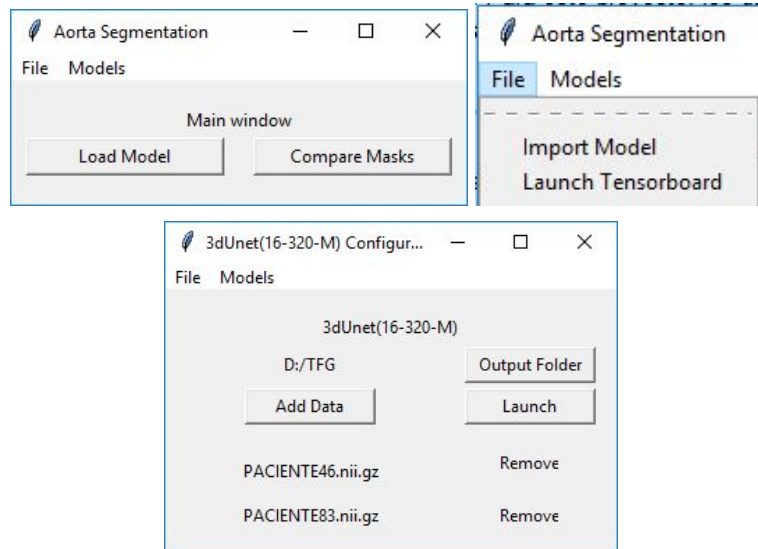 Aorta Segmentation
File Models
Main window
Load Model Compare Masks
Aorta Segmentation
File Models
Import Model
Launch Tensorboard
3dUnet(16-320-M) Configur...
File Models
3dUnet(16-320-M)
D:/TFG Output Folder
Add Data Launch
PACIENTE46.nii.gz Remove
PACIENTE83.nii.gz Remove